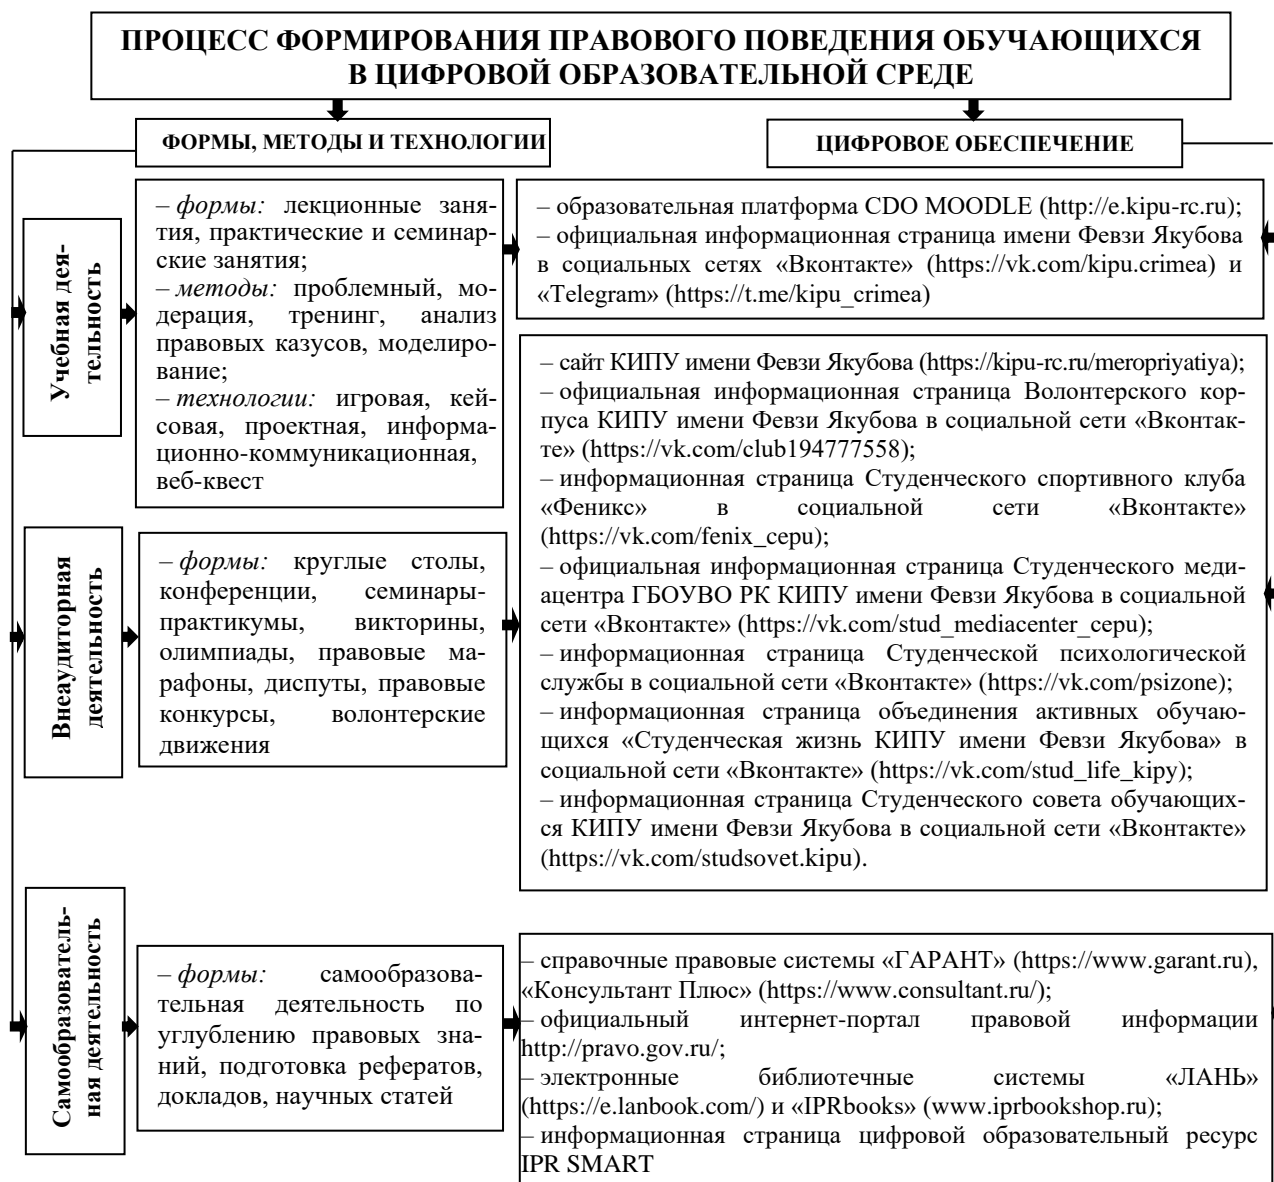 ПРОЦЕСС ФОРМИРОВАНИЯ ПРАВОВОГО ПОВЕДЕНИЯ ОБУЧАЮЩИХСЯ
В ЦИФРОВОЙ ОБРАЗОВАТЕЛЬНОЙ СРЕДЕ
ФОРМЫ, МЕТОДЫ И ТЕХНОЛОГИИ
ЦИФРОВОЕ ОБЕСПЕЧЕНИЕ
Учебная дея-
тельность
– формы: лекционные заня-
тия, практические и семинар-
ские занятия;
– методы: проблемный, мо-
дерация, тренинг, анализ
правовых казусов, моделиро-
вание;
– технологии: игровая, кей-
совая, проектная, информа-
ционно-коммуникационная,
веб-квест
– образовательная платформа CDO MOODLE (http://e.kipu-rc.ru);
– официальная информационная страница имени Февзи Якубова
в социальных сетях «Вконтакте» (https://vk.com/kipu.crimea) и
«Telegram» (https://t.me/kipu_crimea)
Внеаудиторная
деятельность
– формы: круглые столы,
конференции, семинары-
практикумы, викторины,
олимпиады, правовые ма-
рафоны, диспуты, правовые
конкурсы, волонтерские
движения
– сайт КИПУ имени Февзи Якубова (https://kipu-rc.ru/meropriyatiya);
– официальная информационная страница Волонтерского кор-
пуса КИПУ имени Февзи Якубова в социальной сети «Вконтак-
те» (https://vk.com/club194777558);
– информационная страница Студенческого спортивного клуба
«Феникс» в социальной сети «Вконтакте»
(https://vk.com/fenix_cepu);
– официальная информационная страница Студенческого меди-
ацентра ГБОУВО РК КИПУ имени Февзи Якубова в социальной
сети «Вконтакте» (https://vk.com/stud_mediacenter_cepu);
– информационная страница Студенческой психологической
службы в социальной сети «Вконтакте» (https://vk.com/psizone);
– информационная страница объединения активных обучаю-
щихся «Студенческая жизнь КИПУ имени Февзи Якубова» в
социальной сети «Вконтакте» (https://vk.com/stud_life_kipy);
– информационная страница Студенческого совета обучающих-
ся КИПУ имени Февзи Якубова в социальной сети «Вконтакте»
(https://vk.com/studsovet.kipu).
Самообразователь-
ная деятельность
– формы: самообразова-
тельная деятельность по
углублению правовых зна-
ний, подготовка рефератов,
докладов, научных статей
– справочные правовые системы «ГАРАНТ» (https://www.garant.ru),
«Консультант Плюс» (https://www.consultant.ru/);
– официальный интернет-портал правовой информации
http://pravo.gov.ru/;
– электронные библиотечные системы «ЛАНЬ»
(https://e.lanbook.com/) и «IPRbooks» (www.iprbookshop.ru);
– информационная страница цифровой образовательный ресурс
IPR SMART